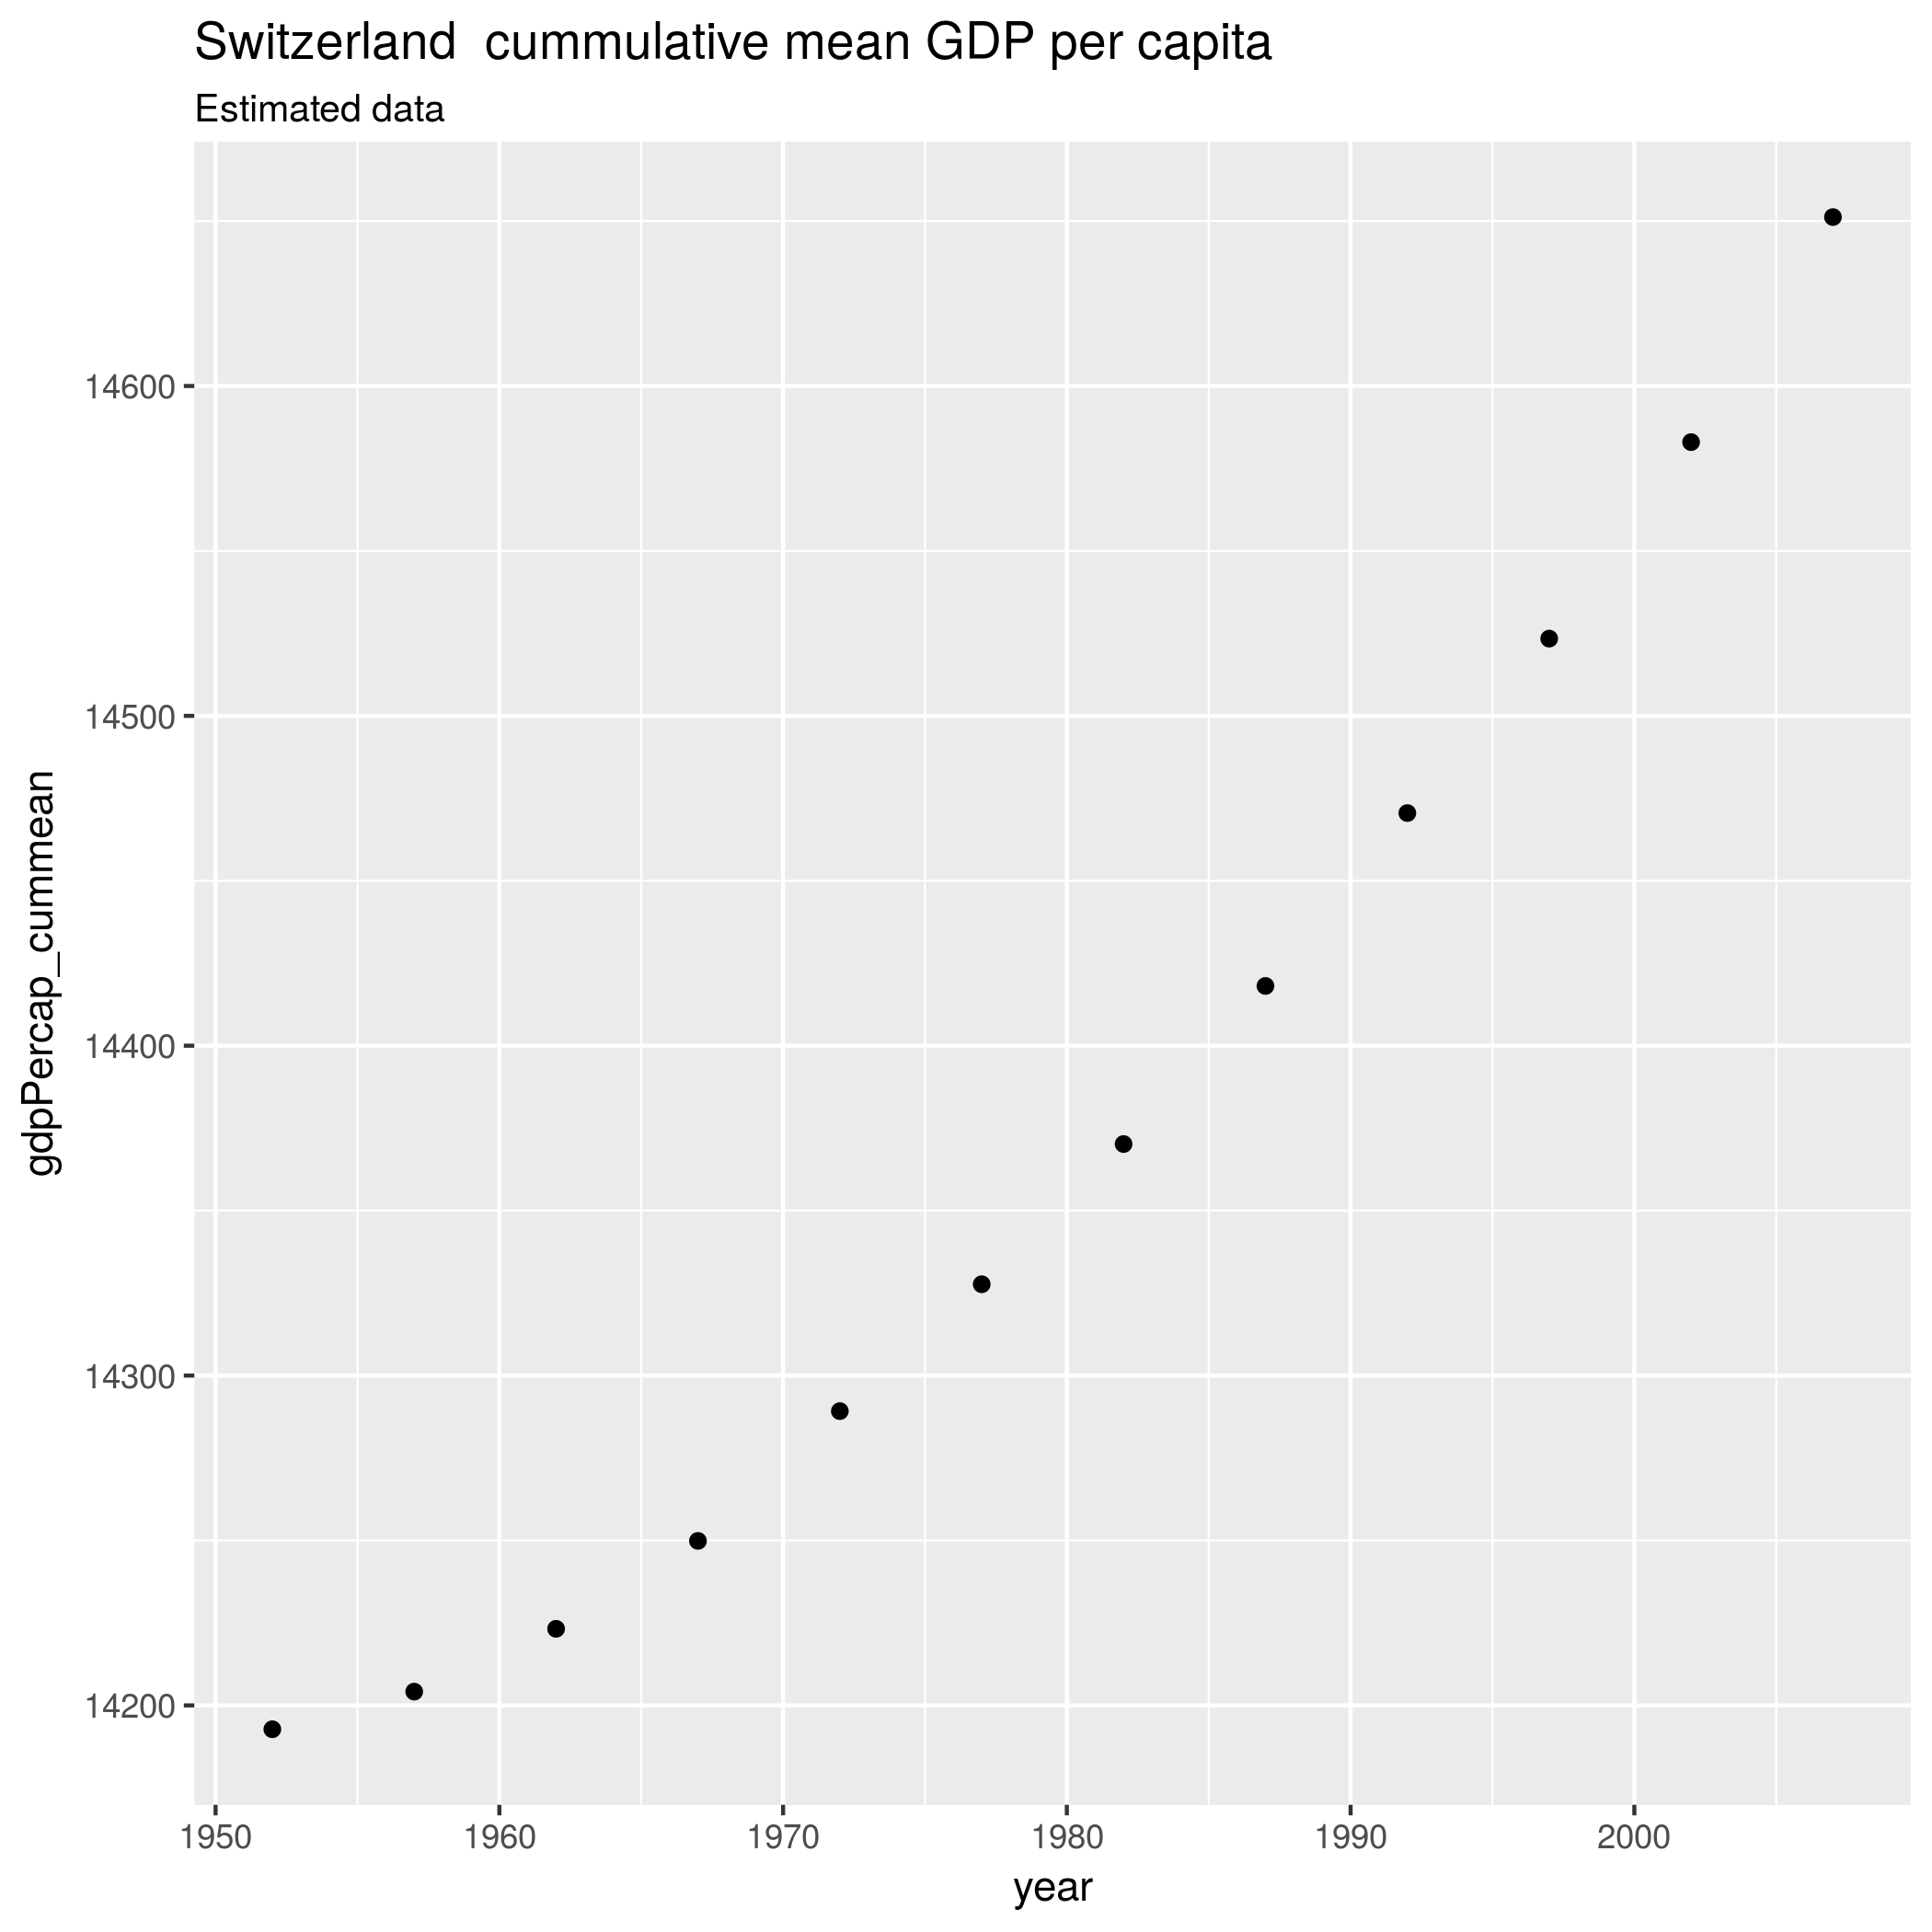 Switzerland  cummulative mean GDP per capita
Estimated data
gdpPercap_cummean
14600
14500
14400
14300
14200
1950 1960 1970 1980 1990 2000
year